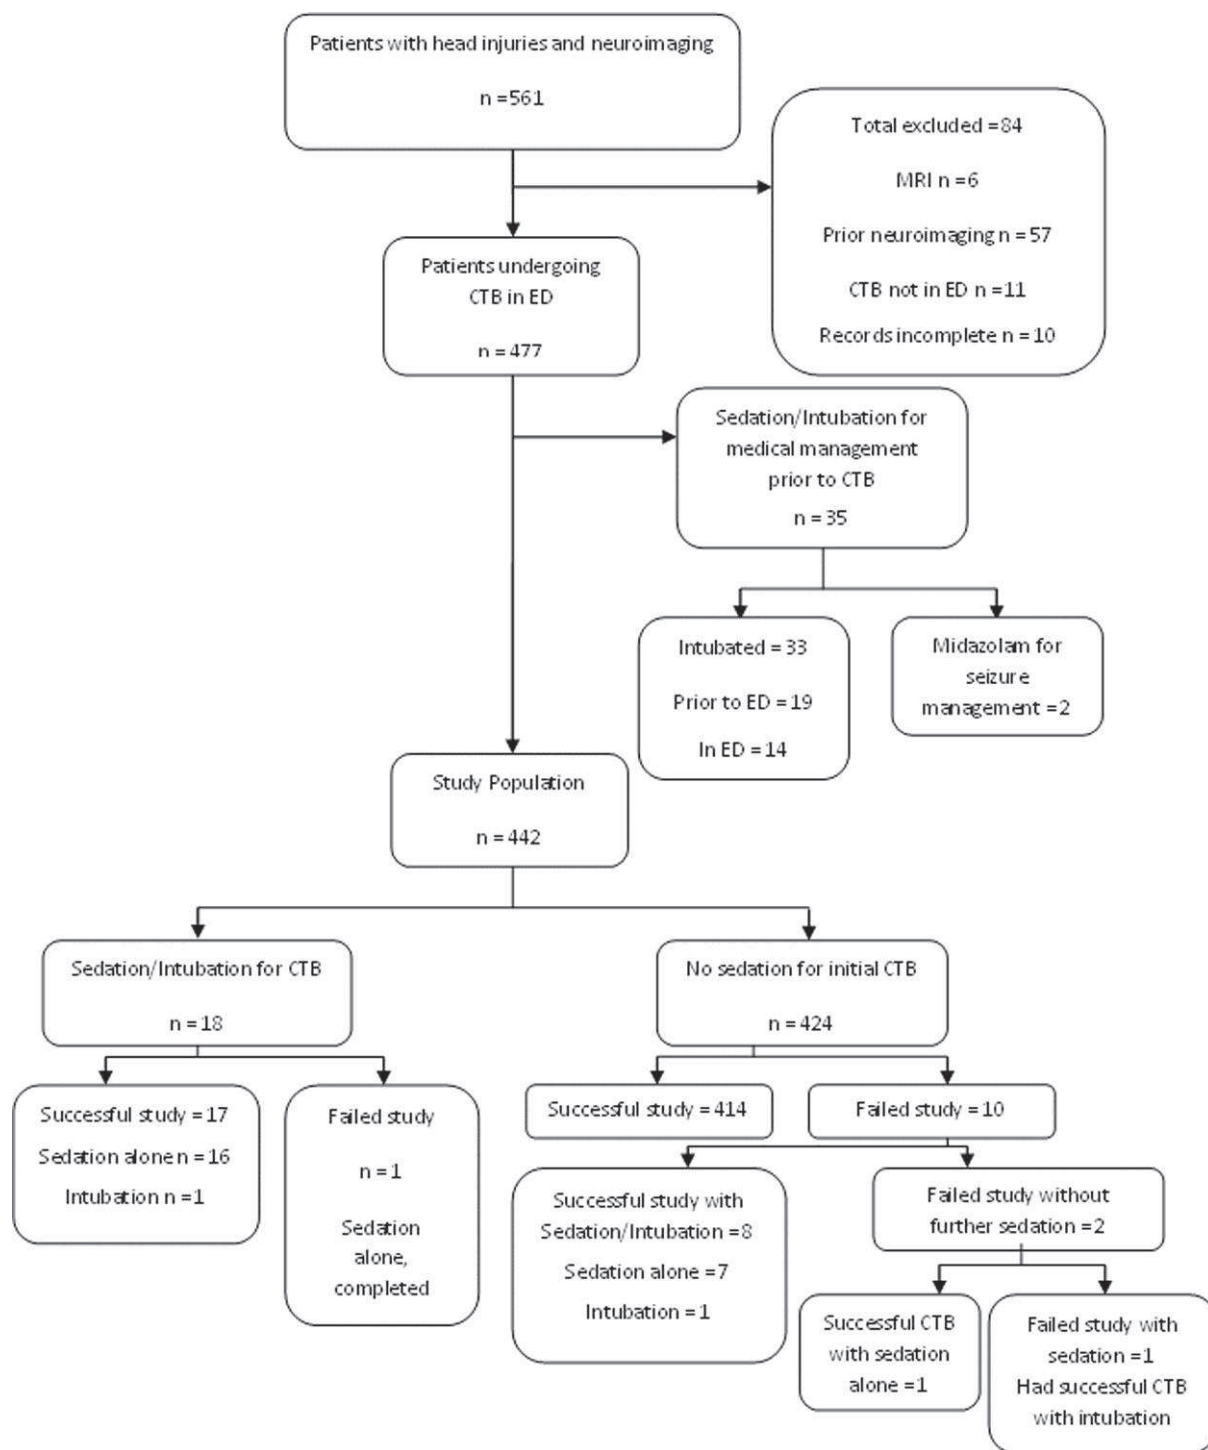 Patients with head injuries and neuroimaging
n =561
Total excluded =84
MRI n =6
Prior neuroimaging n = 57
CTB not in ED n =11
Records incomplete n = 10
Patients undergoing
CTB in ED
n = 477
Sedation/Intubation for
medical management
prior to CTB
n = 35
Intubated = 33
Prior to ED = 19
In ED = 14
Midazolam for
seizure
management =2
Study Population
n = 442
Sedation/Intubation for CTB
n = 18
No sedation for initial CTB
n = 424
Successful study = 17
Sedation alone n = 16
Intubation n =1
Failed study
n = 1
Sedation
alone,
completed
Successful study = 414
Failed study = 10
Successful study with
Sedation/Intubation =8
Sedation alone =7
Intubation = 1
Failed study without
further sedation =2
Successful CTB
with sedation
alone =1
Failed study with
sedation =1
Had successful CTB
with intubation